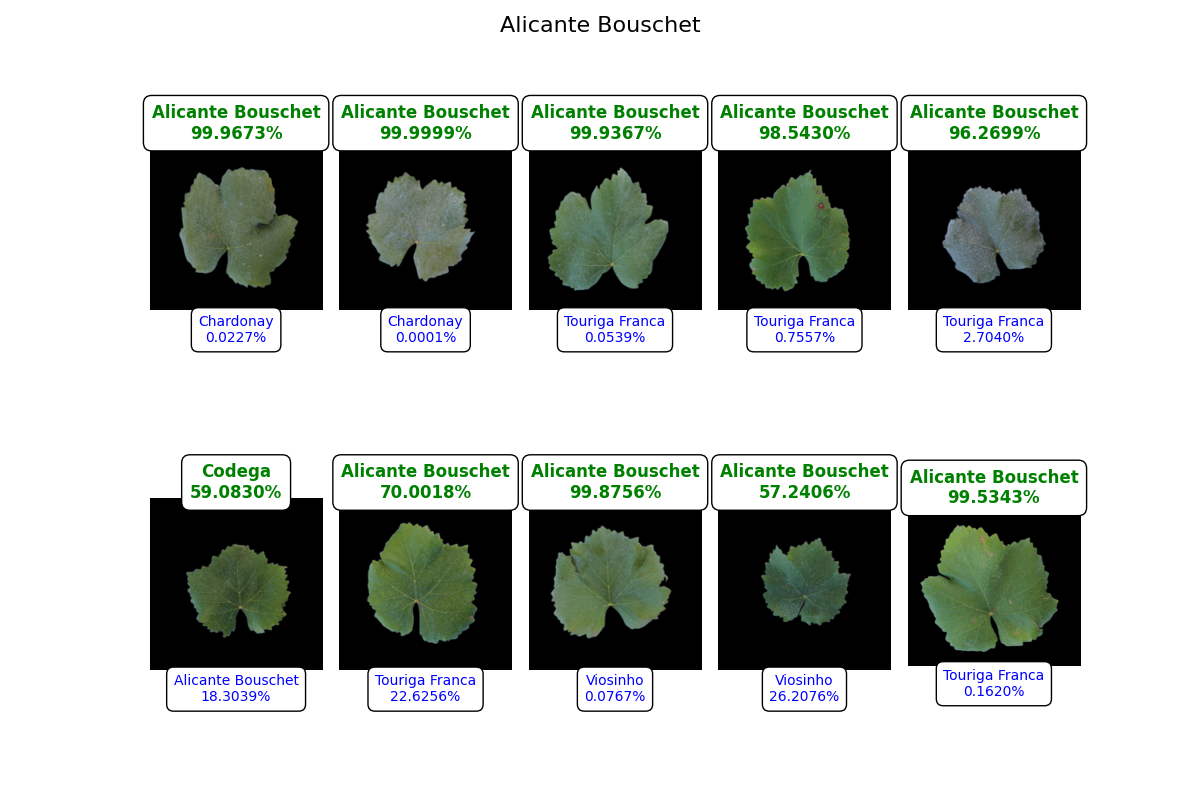 Alicante Bouschet
Alicante Bouschet
99.9673%
Alicante Bouschet
99.9999%
Alicante Bouschet
99.9367%
Alicante Bouschet
98.5430%
Alicante Bouschet
96.2699%
Chardonay
0.0227%
Chardonay
0.0001%
Touriga Franca
0.0539%
Touriga Franca
0.7557%
Touriga Franca
2.7040%
Codega
59.0830%
Alicante Bouschet
70.0018%
Alicante Bouschet
99.8756%
Alicante Bouschet
57.2406%
Alicante Bouschet
99.5343%
Alicante Bouschet
18.3039%
Touriga Franca
22.6256%
Viosinho
0.0767%
Viosinho
26.2076%
Touriga Franca
0.1620%